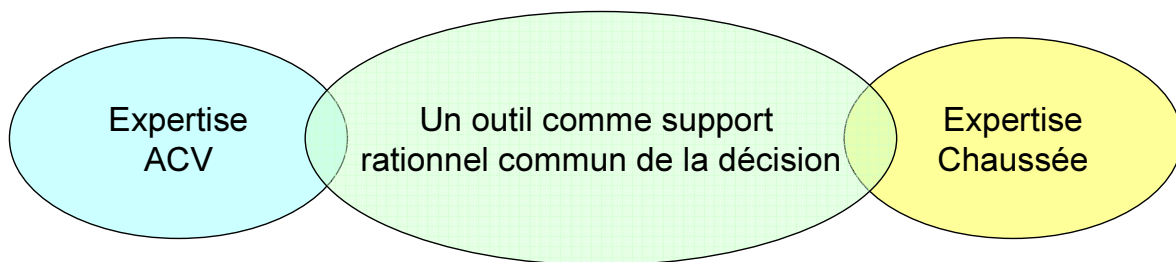 Expertise
ACV
Un outil comme support
rationnel commun de la décision
Expertise
Chaussée